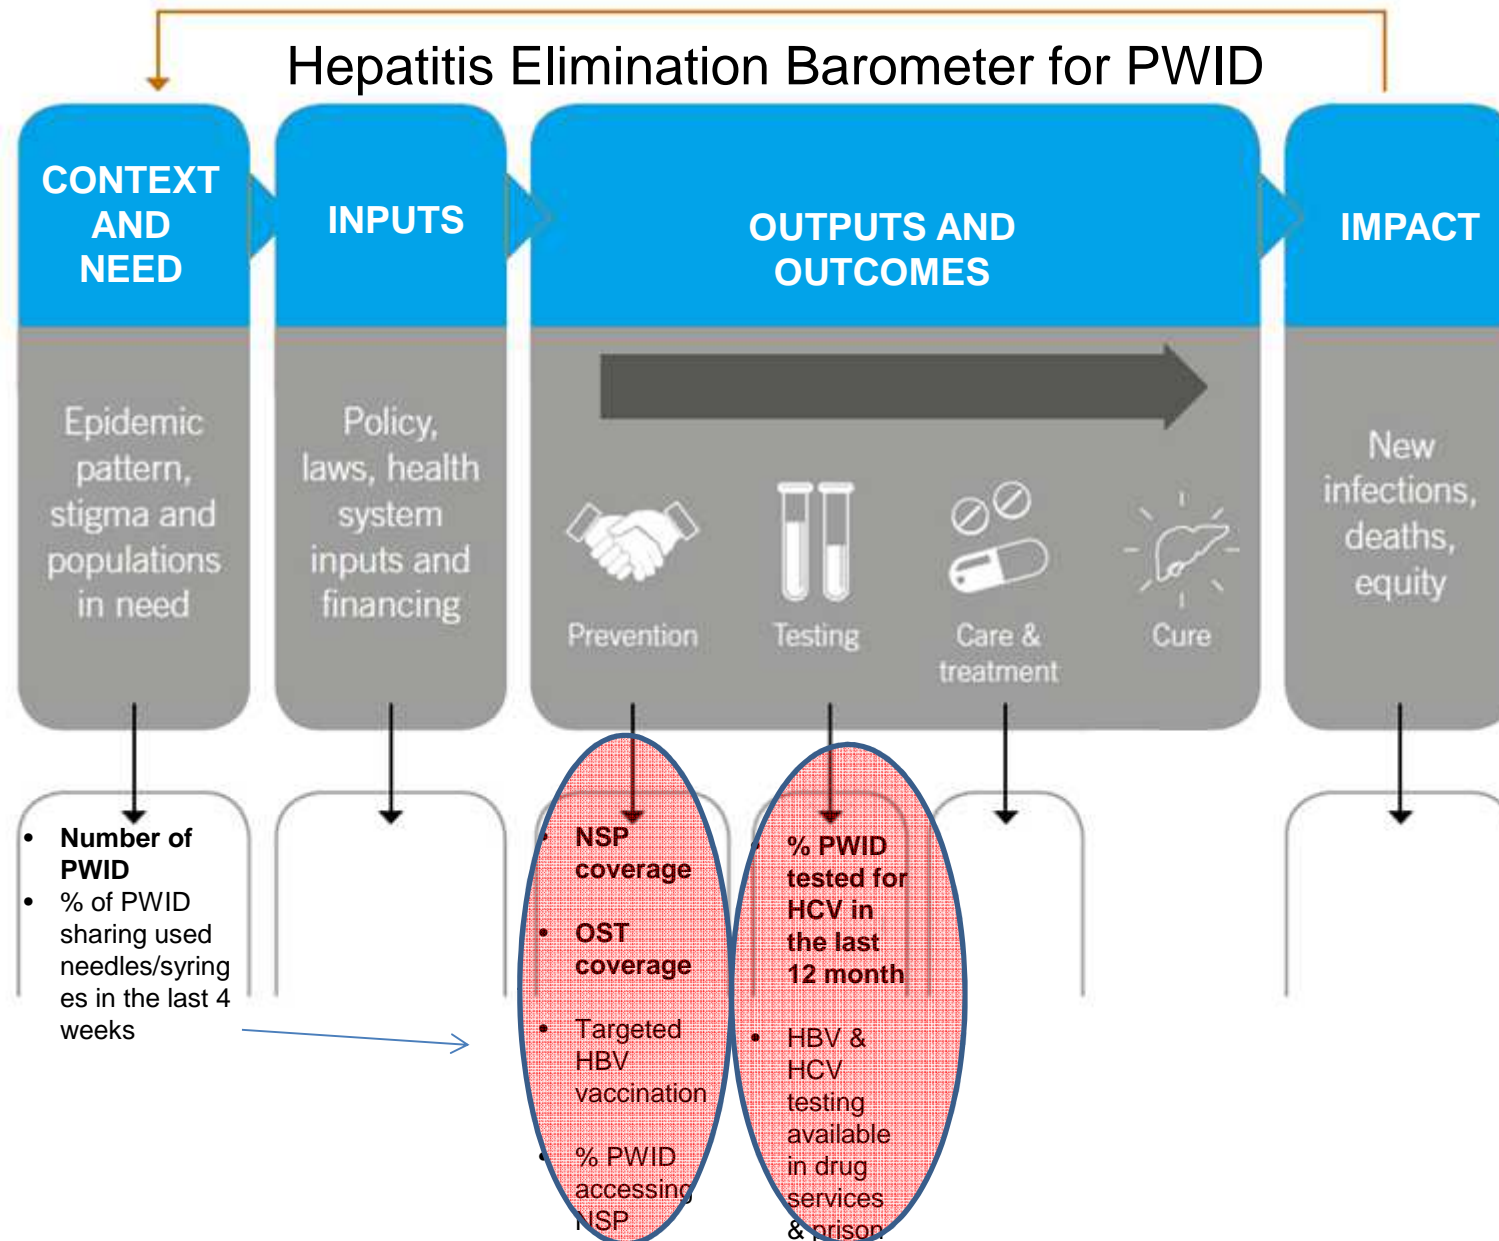 Hepatitis Elimination Barometer for PWID
CONTEXT
AND
NEED
INPUTS
OUTPUTS AND
OUTCOMES
IMPACT
Epidemic
pattern,
stigma and
populations
in need
Policy,
laws, health
system
inputs and
financing
Prevention
Testing
Care &
treatment
Cure
New
infections,
deaths,
equity
• Number of
PWID
• % of PWID
sharing used
needles/syring
es in the last 4
weeks
• NSP
coverage
• OST
coverage
• Targeted
HBV
vaccination
• % PWID
accessing
NSP
• % PWID
tested for
HCV in
the last
12 month
• HBV &
HCV
testing
available
in drug
services
& prison